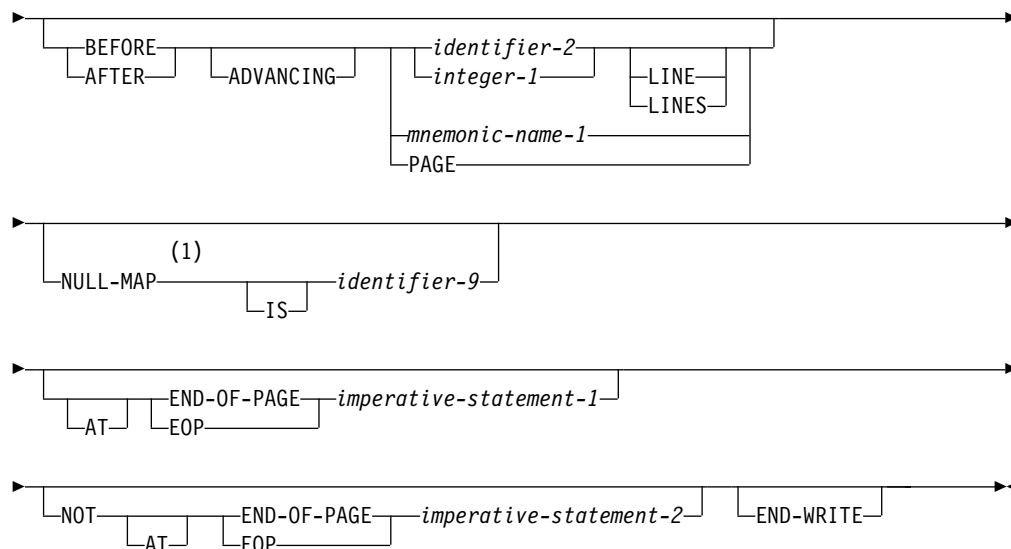 BEFORE identifier-2
AFTER ADVANCING integer-1 LINE
LINES
mnemonic-name-1
PAGE
(1)
NULL-MAP identifier-9
IS
END-OF-PAGE imperative-statement-1
AT EOP
NOT END-OF-PAGE imperative-statement-2 END-WRITE
AT EOP